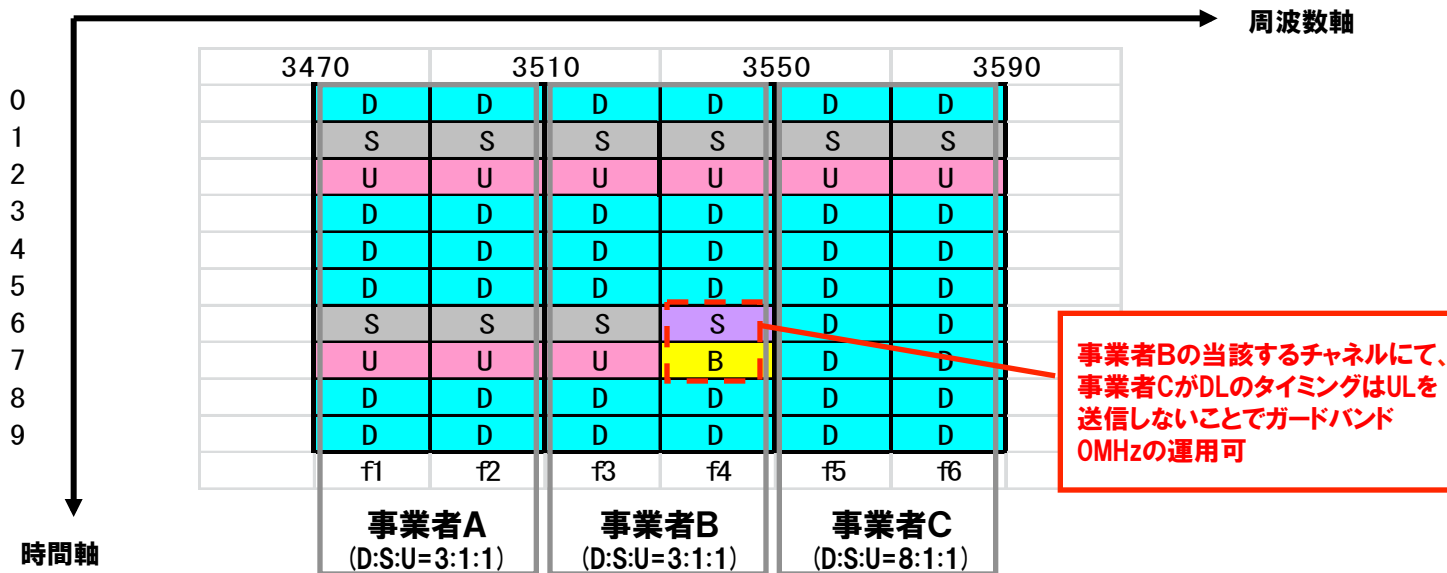 周波数軸
3470 3510 3550 3590
0 D D D D D D
1 S S S S S S
2 U U U U U U
3 D D D D D D
4 D D D D D D
5 D D D D D D
6 S S S S D D
7 U U U B D D
8 D D D D D D
9 D D D D D D
f1 f2 f3 f4 f5 f6
事業者Bの当該するチャネルにて、
事業者CがDLのタイミングはULを
送信しないことでガードバンド
0MHzの運用可
事業者A 事業者B 事業者C
(D:S:U=3:1:1) (D:S:U=3:1:1) (D:S:U=8:1:1)
時間軸